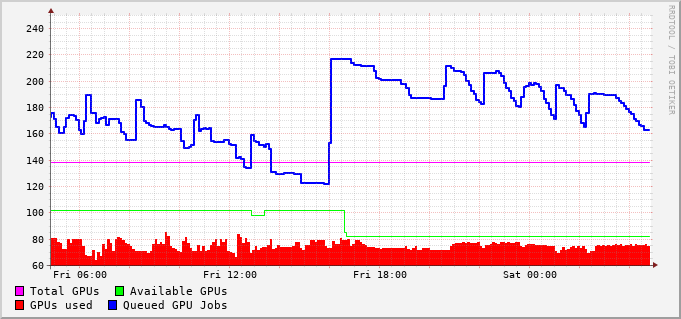 240
220
200
180
160
140
120
100
80
60
Fri 06:00 Fri 12:00 Fri 18:00 Sat 00:00
Total GPUs Available GPUs
GPUs used Queued GPU Jobs
RRDTOOL / TOBI OETIKER